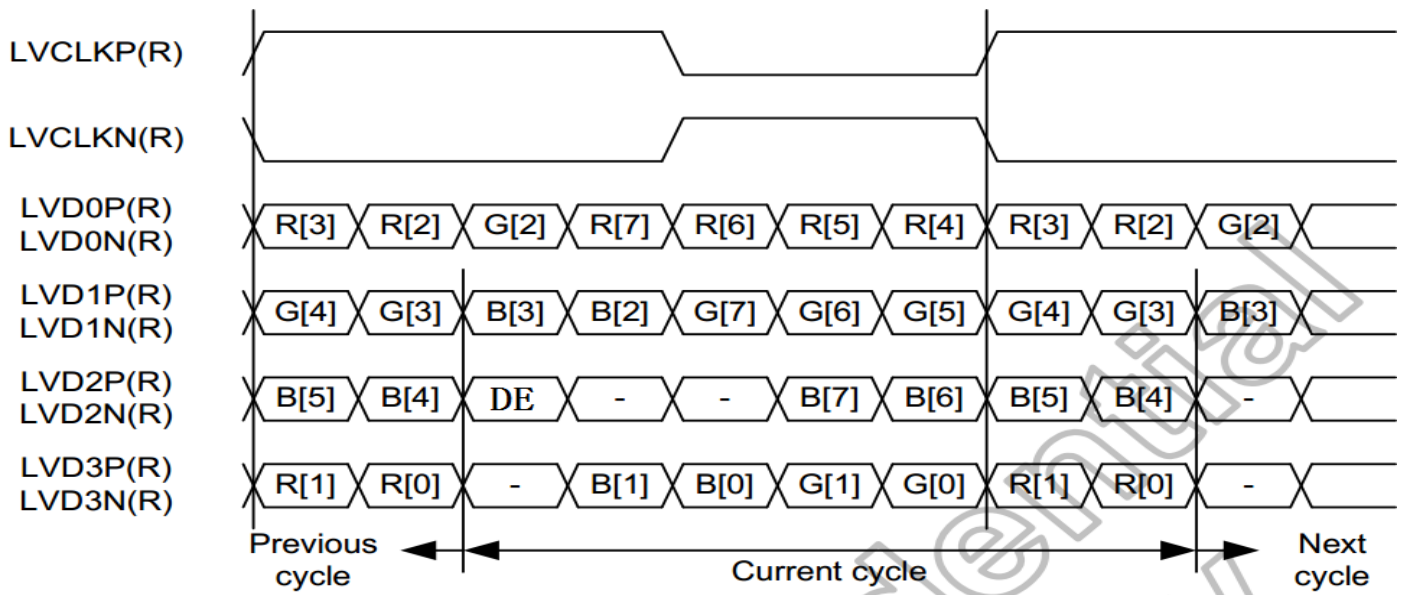 LVCLKP(R)
LVCLKN(R)
LVD0P(R)
LVD0N(R)
R[3] R[2] G[2] R[7] R[6] R[5] R[4] R[3] R[2] G[2]
LVD1P(R)
LVD1N(R)
G[4] G[3] B[3] B[2] G[7] G[6] G[5] G[4] G[3] B[3]
LVD2P(R)
LVD2N(R)
B[5] B[4] DE - - B[7] B[6] B[5] B[4] -
LVD3P(R)
LVD3N(R)
R[1] R[0] - B[1] B[0] G[1] G[0] R[1] R[0] -
Previous
cycle
Current cycle
Next
cycle